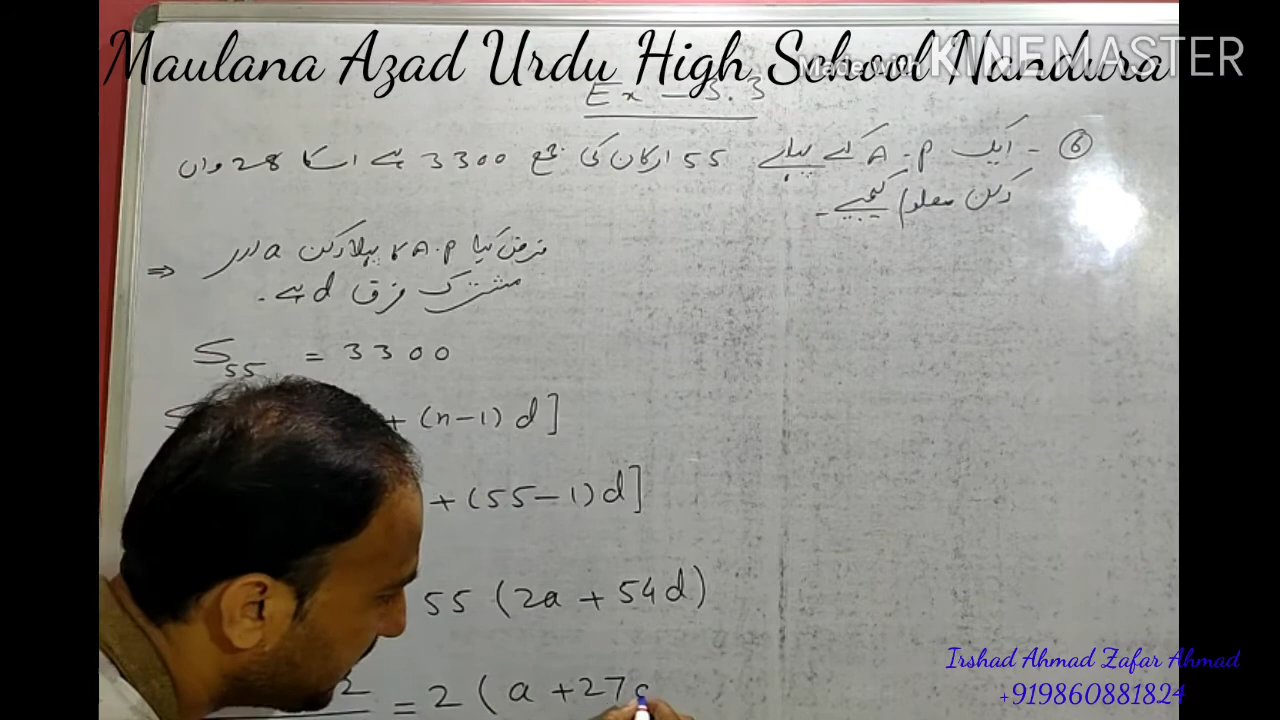 Maulana Azad Urdu High School Nandura
KINEMASTER
Ex - 3.3
⑥ - ایک A.P کے پہلے 55 ارکان کی جمع 3300 ہے اسکا 28 واں
رکن معلوم کیجیے۔
⇒ فرض کیا A.P کا پہلا رکن a اور
مشترک فرق d ہے۔
S55 = 3300
+ (n-1) d]
+ (55-1) d]
55 (2a + 54d)
2 = 2 ( a + 27
Irshad Ahmad Zafar Ahmad
+919860881824